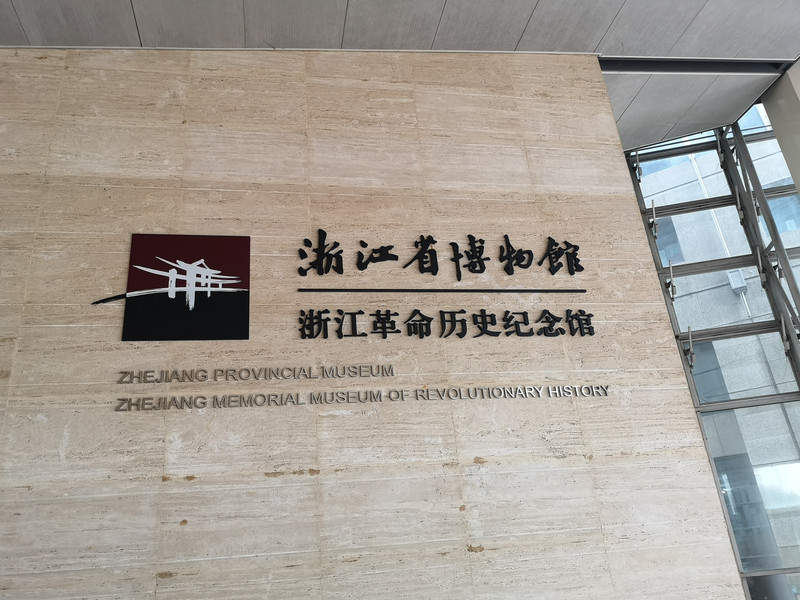 浙江省博物館
浙江革命历史纪念馆
ZHEJIANG PROVINCIAL MUSEUM
ZHEJIANG MEMORIAL MUSEUM OF REVOLUTIONARY HISTORY